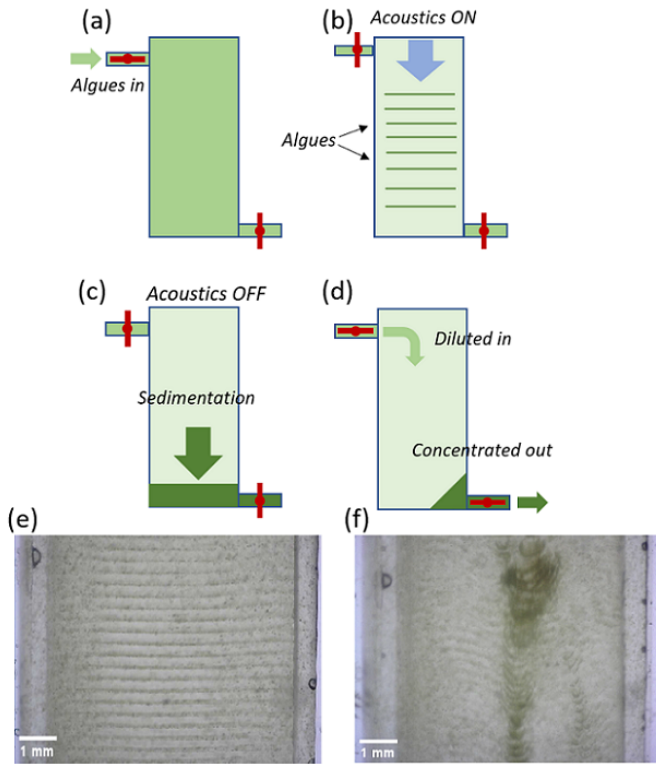 (a)
Algues in
(b)
Acoustics ON
Algues
(c)
Acoustics OFF
Sedimentation
(d)
Diluted in
Concentrated out
(e)
1 mm
(f)
1 mm